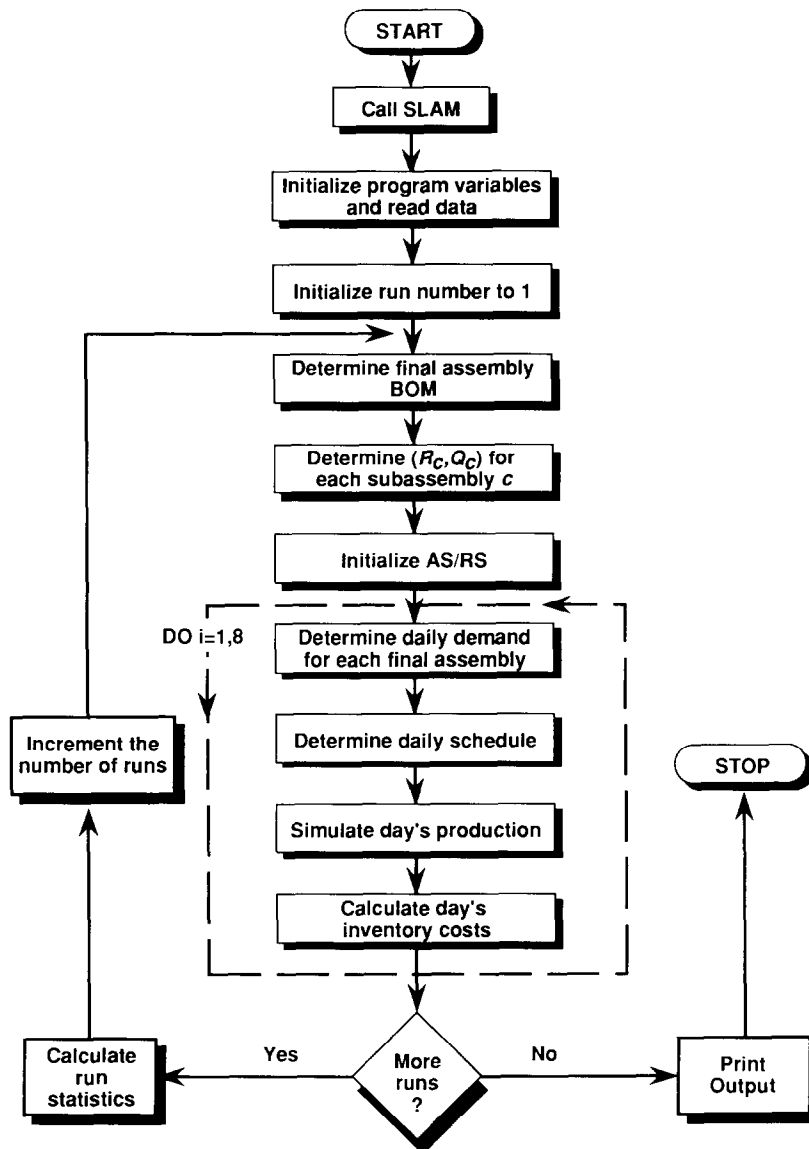 START
Call SLAM
Initialize program variables
and read data
Initialize run number to 1
Determine final assembly
BOM
Determine (R_C,Q_C) for
each subassembly c
Initialize AS/RS
DO i=1,8
Determine daily demand
for each final assembly
Increment the
number of runs
Determine daily schedule
STOP
Simulate day's production
Calculate day's
inventory costs
Calculate
run
statistics
Yes
More
runs
?
No
Print
Output